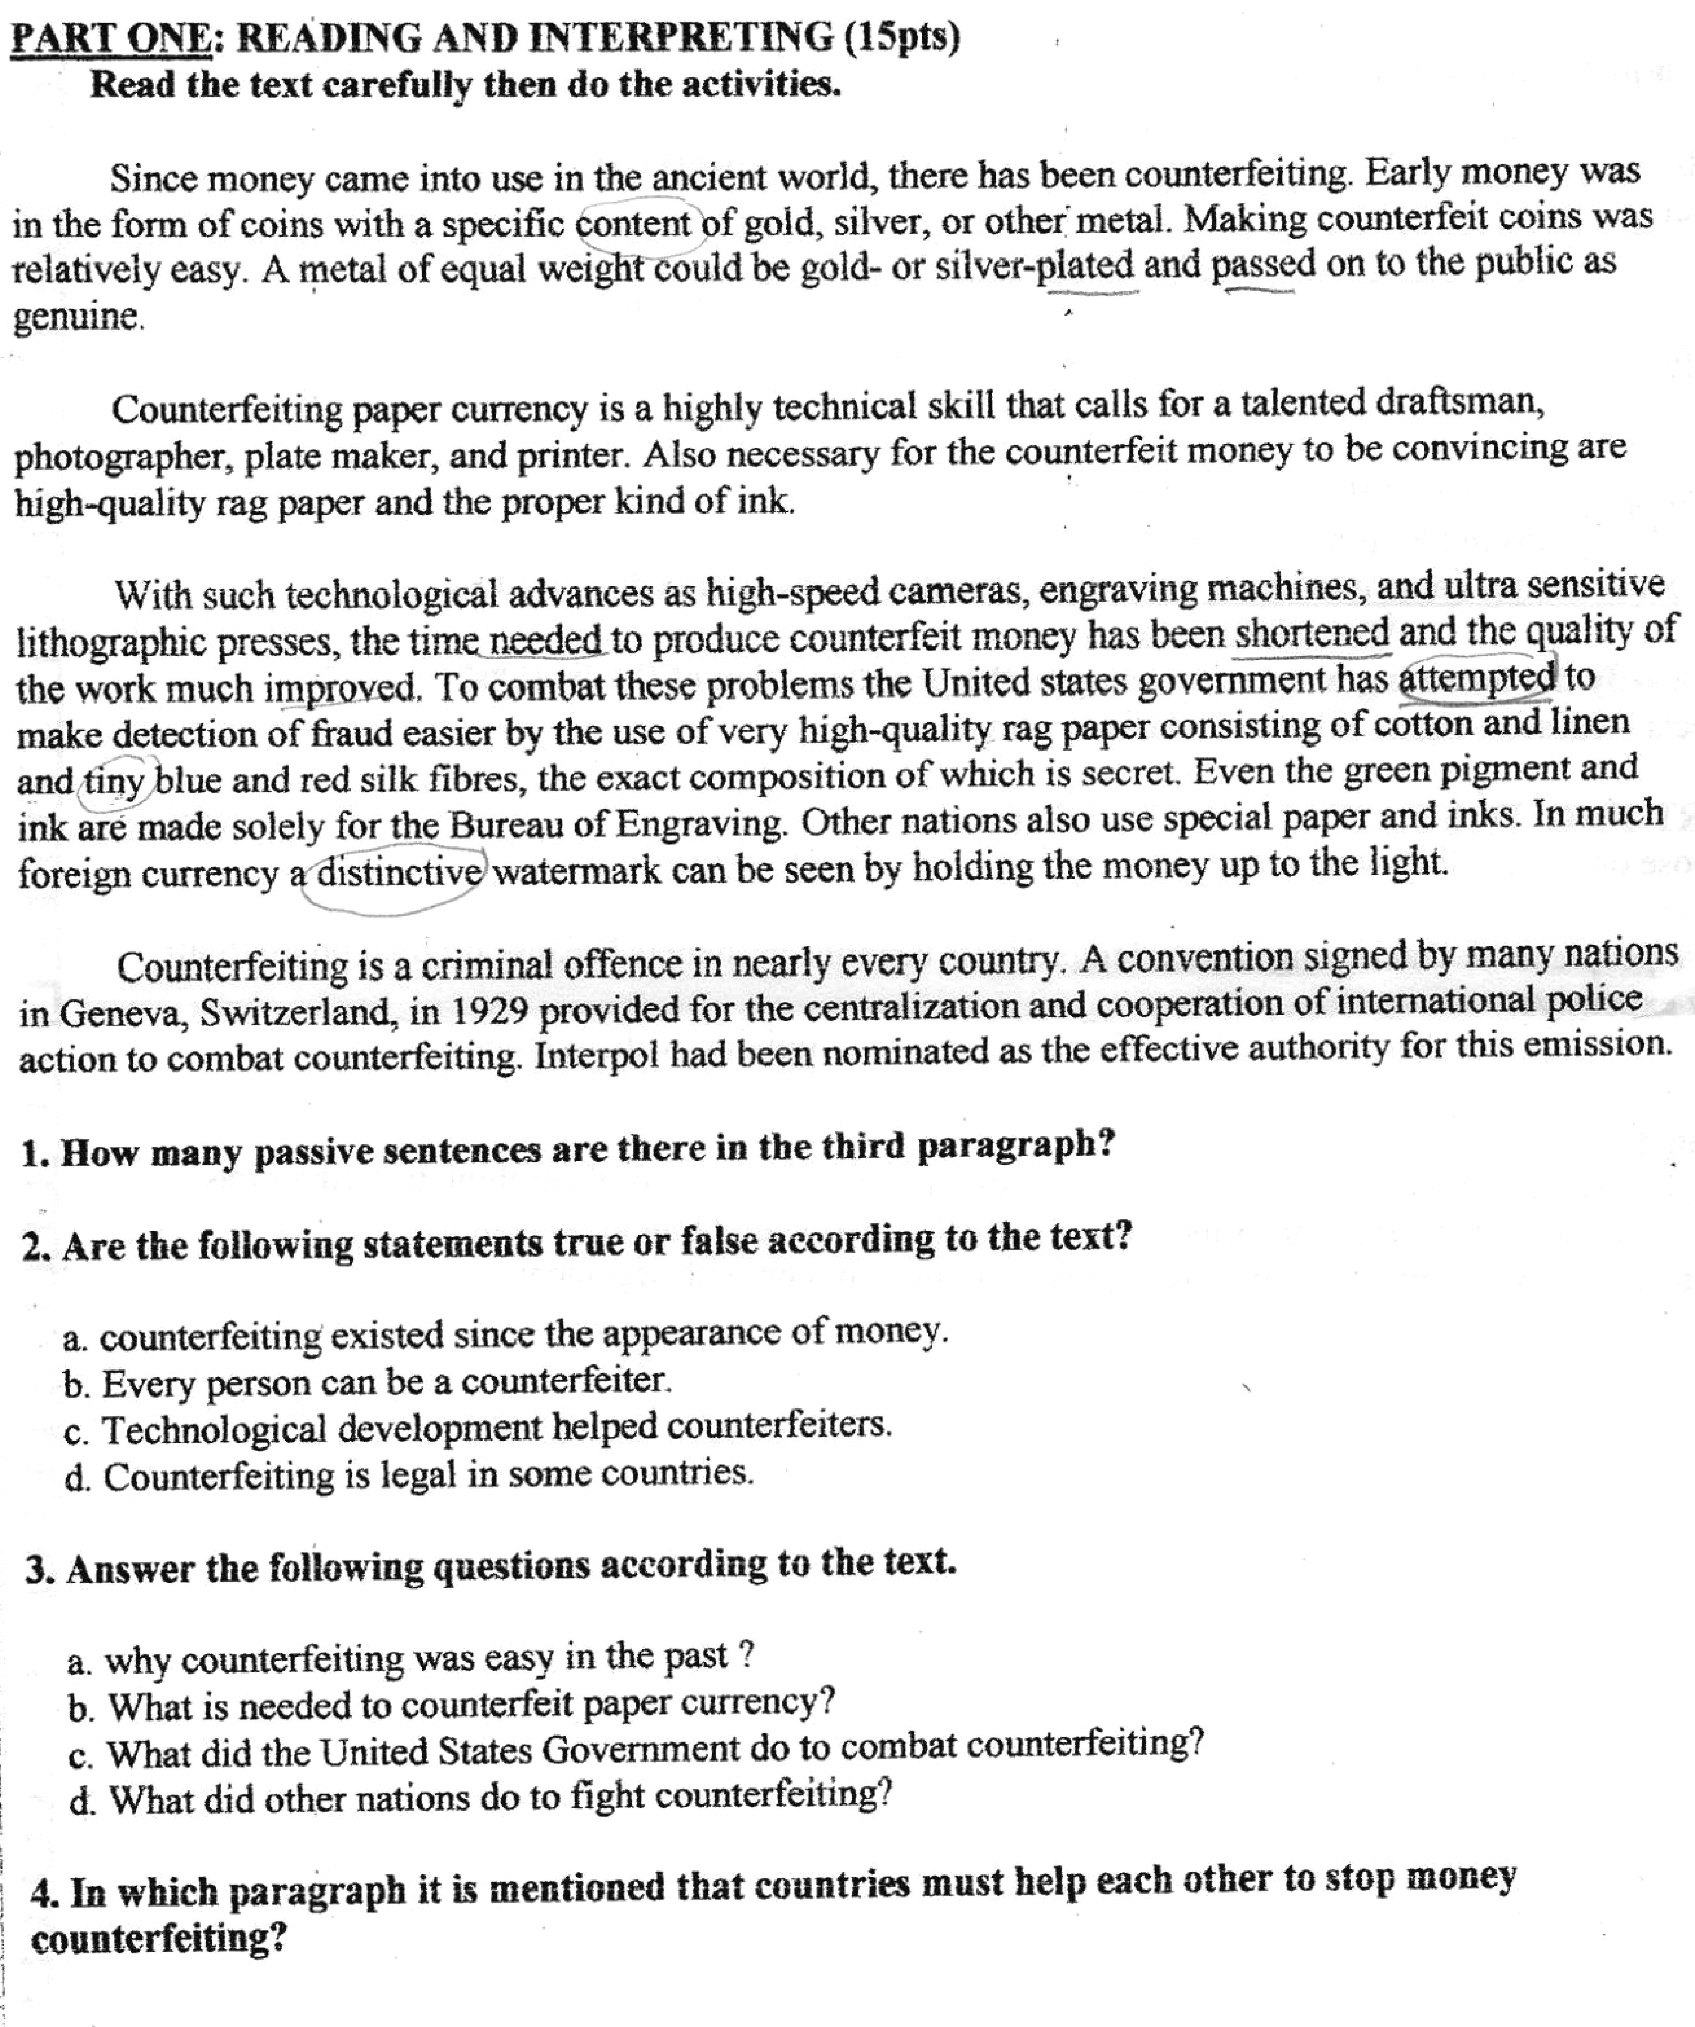 PART ONE: READING AND INTERPRETING (15pts)
Read the text carefully then do the activities.
Since money came into use in the ancient world, there has been counterfeiting. Early money was
in the form of coins with a specific content of gold, silver, or other metal. Making counterfeit coins was
relatively easy. A metal of equal weight could be gold- or silver-plated and passed on to the public as
genuine.
Counterfeiting paper currency is a highly technical skill that calls for a talented draftsman,
photographer, plate maker, and printer. Also necessary for the counterfeit money to be convincing are
high-quality rag paper and the proper kind of ink.
With such technological advances as high-speed cameras, engraving machines, and ultra sensitive
lithographic presses, the time needed to produce counterfeit money has been shortened and the quality of
the work much improved. To combat these problems the United states government has attempted to
make detection of fraud easier by the use of very high-quality rag paper consisting of cotton and linen
and tiny blue and red silk fibres, the exact composition of which is secret. Even the green pigment and
ink are made solely for the Bureau of Engraving. Other nations also use special paper and inks. In much
foreign currency a distinctive watermark can be seen by holding the money up to the light.
Counterfeiting is a criminal offence in nearly every country. A convention signed by many nations
in Geneva, Switzerland, in 1929 provided for the centralization and cooperation of international police
action to combat counterfeiting. Interpol had been nominated as the effective authority for this emission.
1. How many passive sentences are there in the third paragraph?
2. Are the following statements true or false according to the text?
a. counterfeiting existed since the appearance of money.
b. Every person can be a counterfeiter.
c. Technological development helped counterfeiters.
d. Counterfeiting is legal in some countries.
3. Answer the following questions according to the text.
a. why counterfeiting was easy in the past ?
b. What is needed to counterfeit paper currency?
c. What did the United States Government do to combat counterfeiting?
d. What did other nations do to fight counterfeiting?
4. In which paragraph it is mentioned that countries must help each other to stop money
counterfeiting?